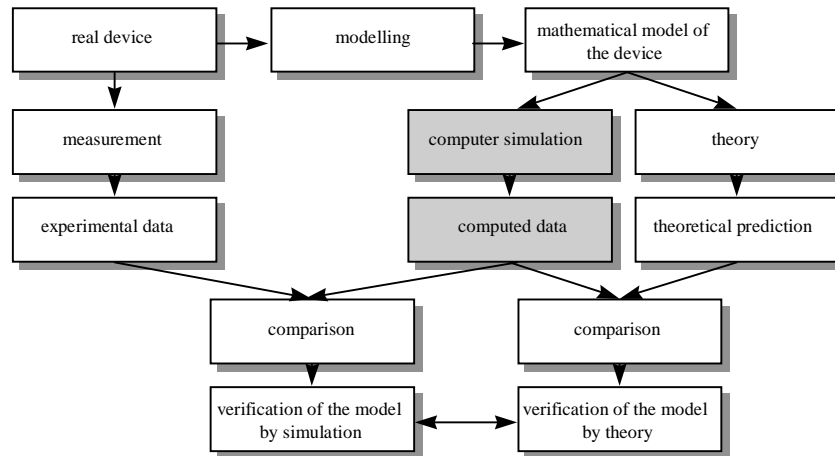 real device
modelling
mathematical model of
the device
measurement
computer simulation
theory
experimental data
computed data
theoretical prediction
comparison
comparison
verification of the model
by simulation
verification of the model
by theory